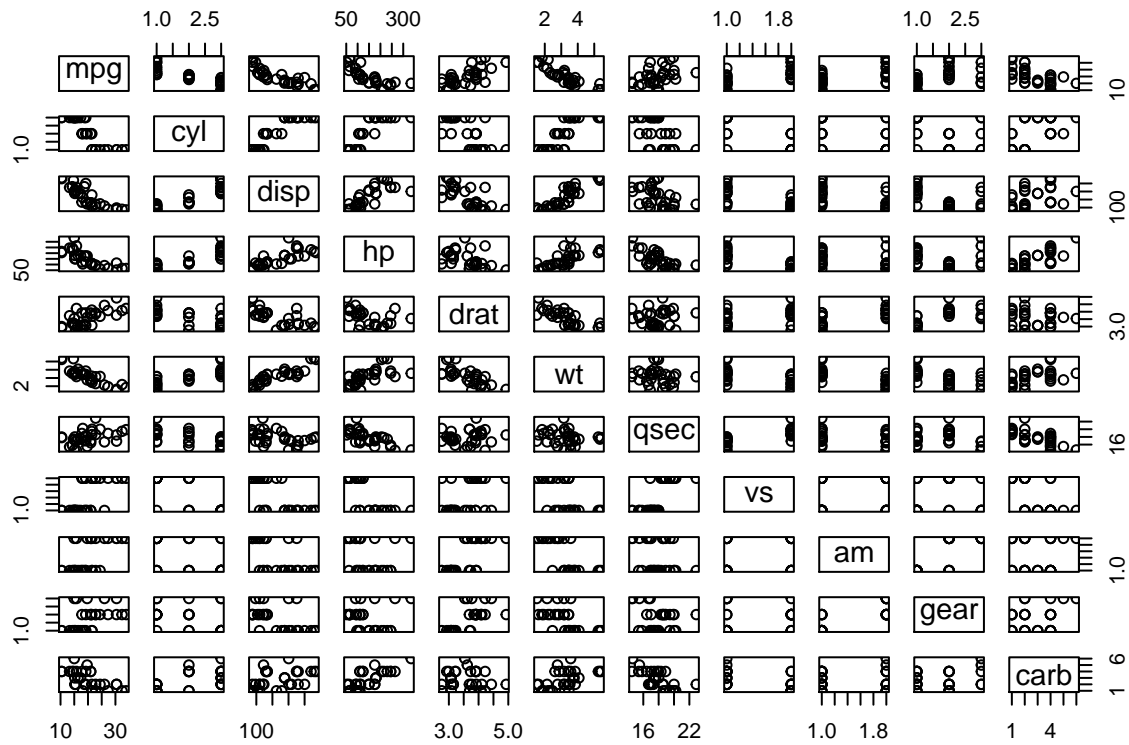 1.0 2.5 50 300 2 4 1.0 1.8 1.0 2.5
mpg 10
1.0 cyl
disp 100
50 hp
drat 3.0
2 wt
qsec 16
1.0 vs
am 1.0
1.0 gear
carb 1 6
10 30 100 3.0 5.0 16 22 1.0 1.8 1 4